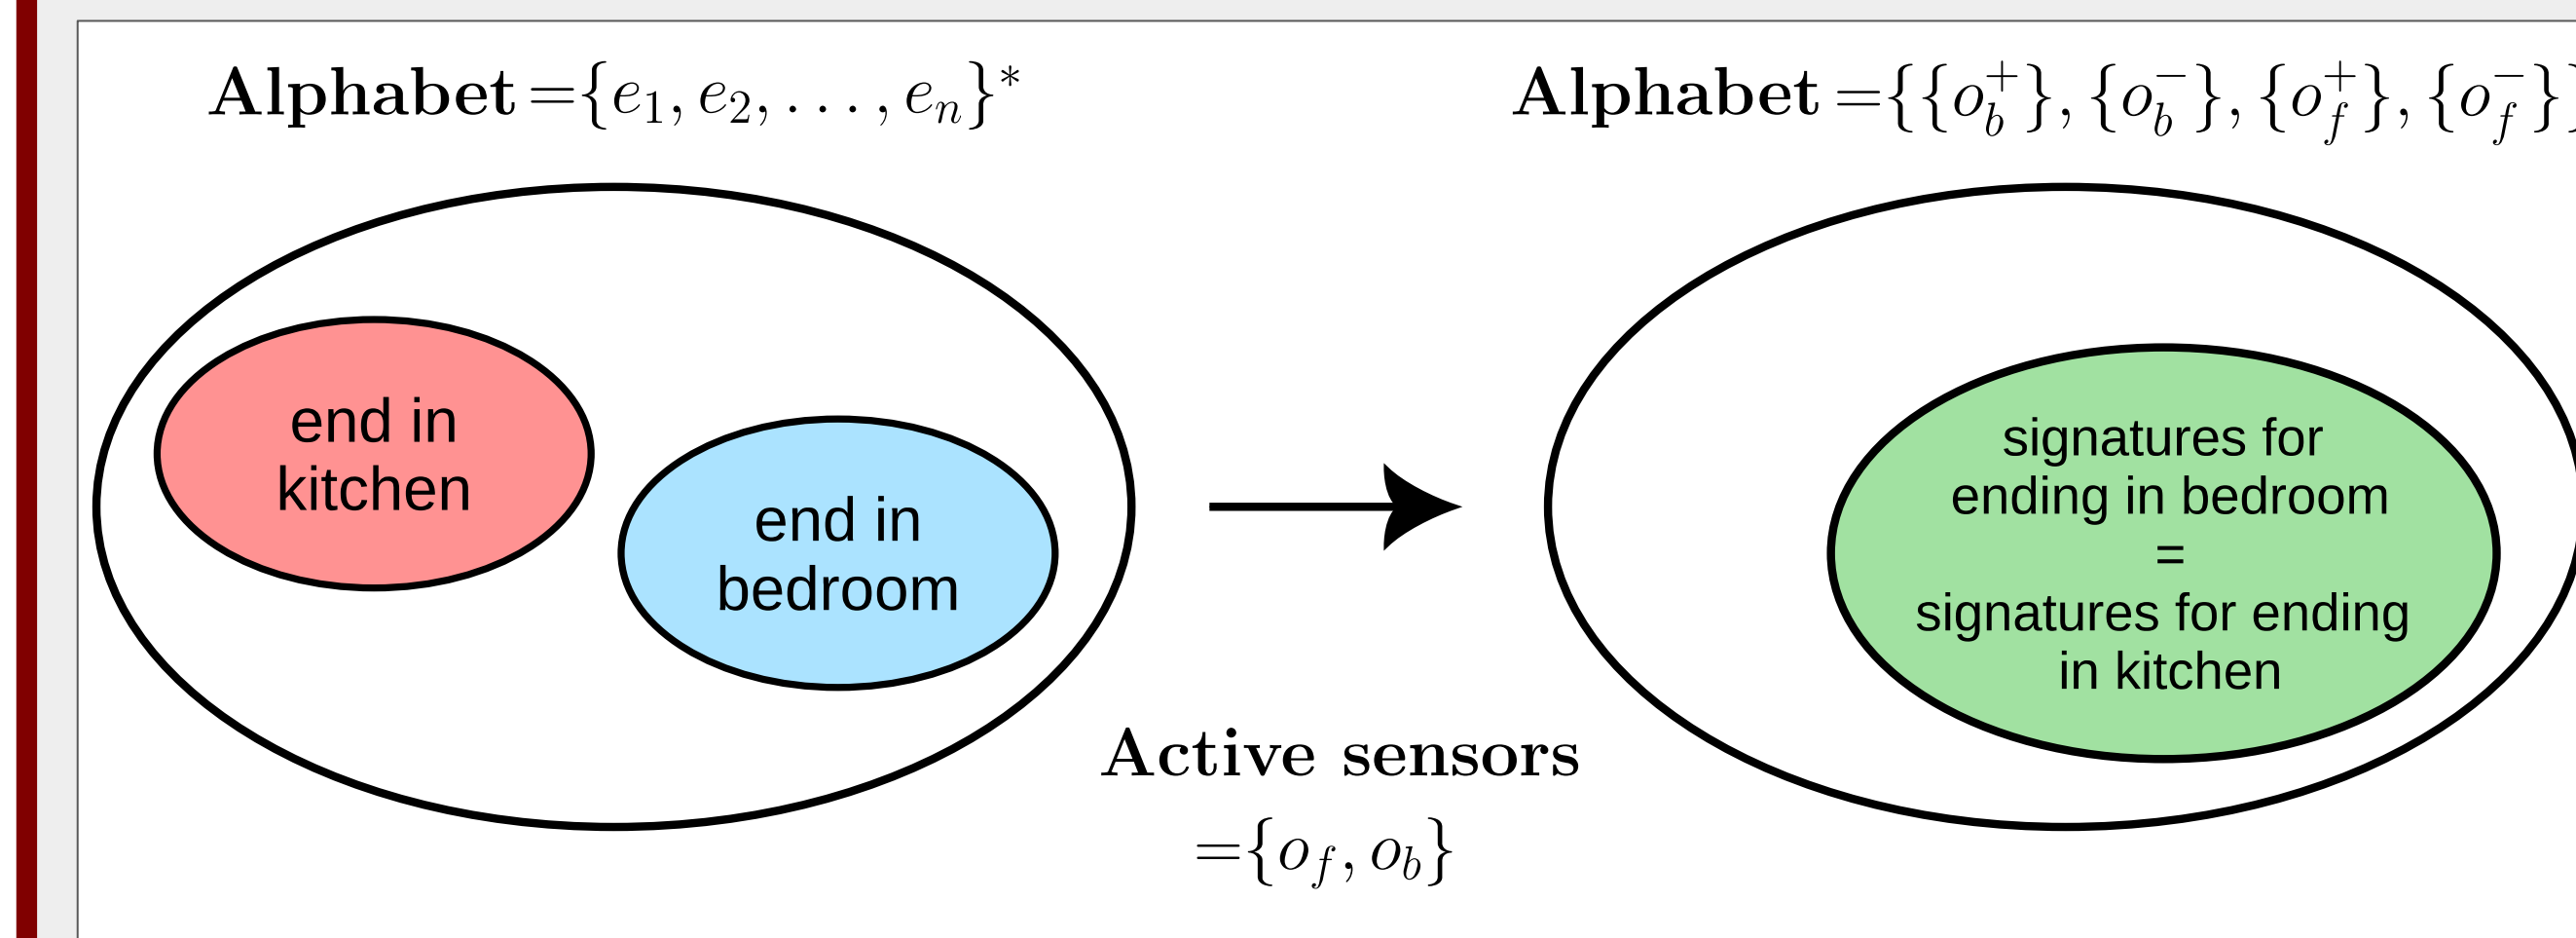 Alphabet = {e₁, e₂, . . . , eₙ}*
Alphabet = {{o_b^+}, {o_b^-}, {o_f^+}, {o_f^-}
end in
kitchen
end in
bedroom
signatures for
ending in bedroom
=
signatures for ending
in kitchen
Active sensors
={o_f, o_b}